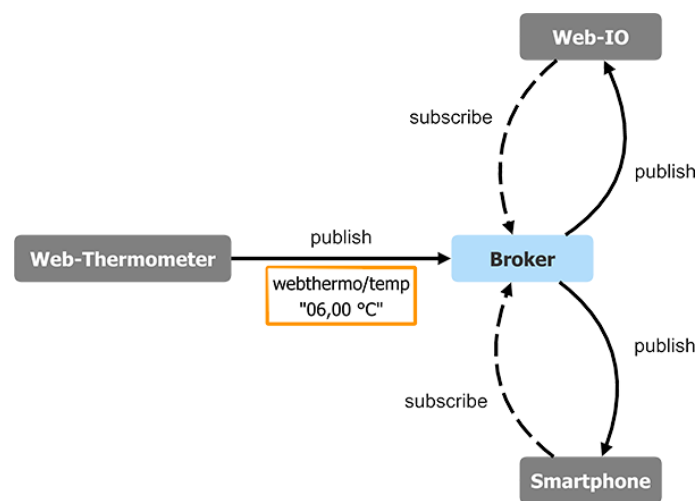 Web-IO
subscribe
publish
publish
Web-Thermometer
Broker
webthermo/temp
"06,00 °C"
publish
subscribe
Smartphone